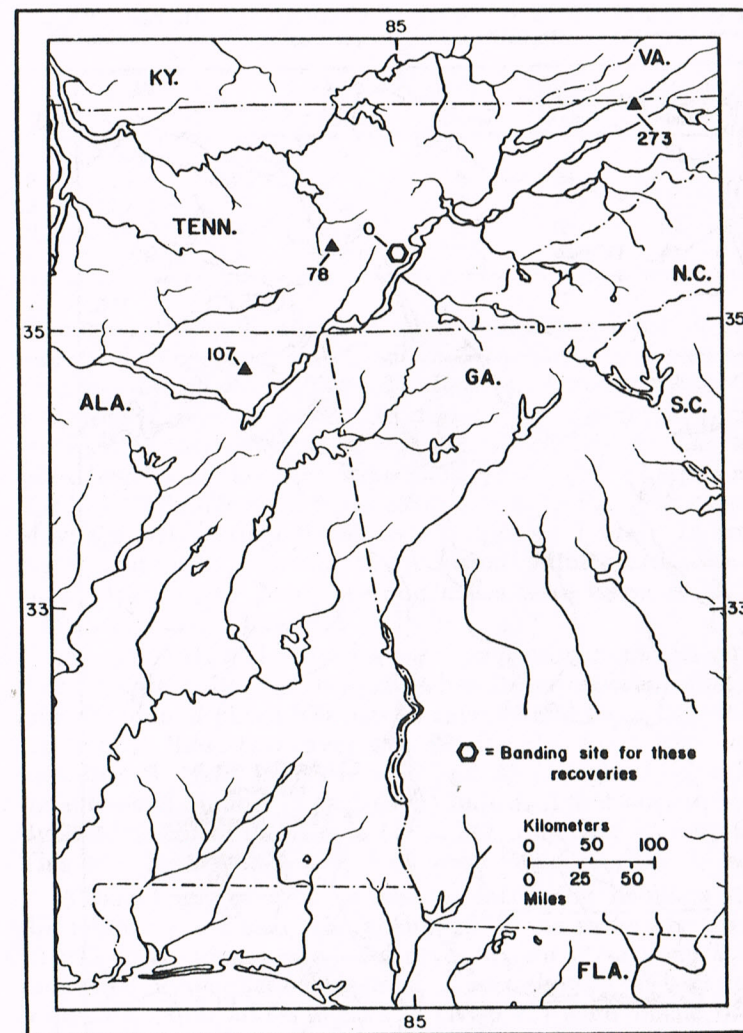 85
KY.
VA.
273
TENN.
O
78
N.C.
35
35
107
GA.
ALA.
S.C.
33
33
= Banding site for these
recoveries
Kilometers
0 50 100
0 25 50
Miles
FLA.
85